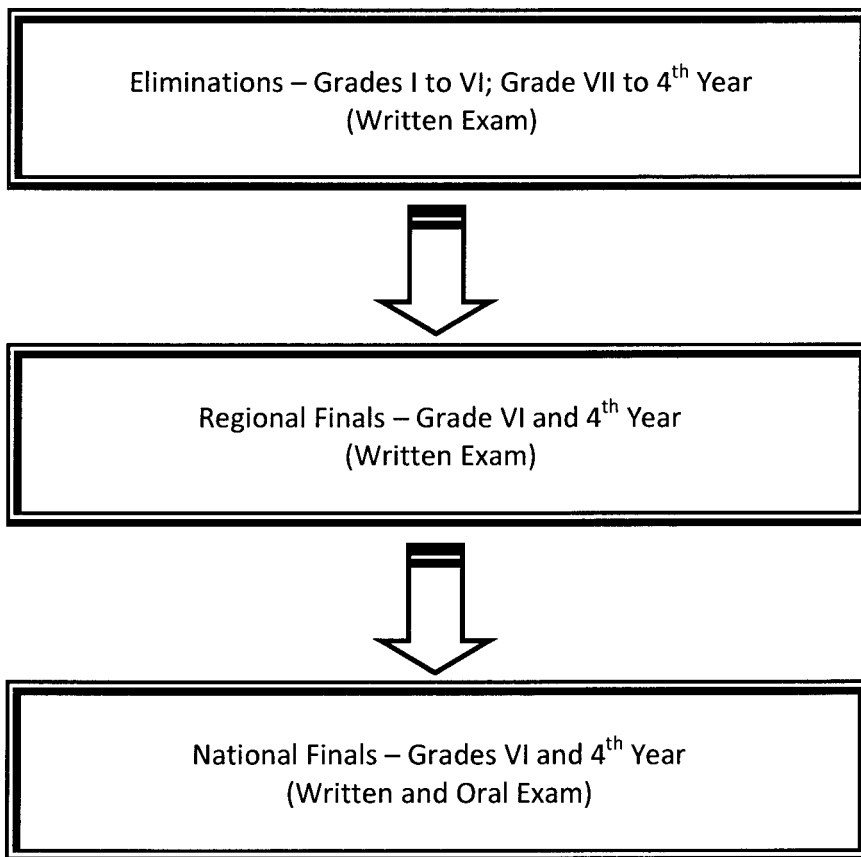 Eliminations – Grades I to VI; Grade VII to 4th Year
(Written Exam)
Regional Finals – Grade VI and 4th Year
(Written Exam)
National Finals – Grades VI and 4th Year
(Written and Oral Exam)